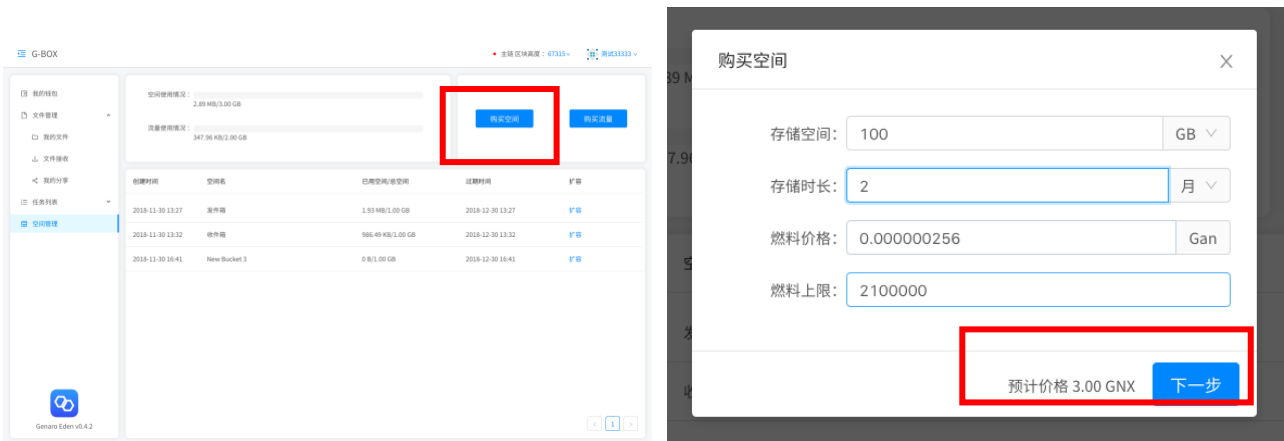 G-BOX
主链 区块高度： 67315
测试33333
我的钱包
文件管理
我的文件
文件接收
我的分享
任务列表
空间管理
空间使用情况：
2.89 MB/3.00 GB
流量使用情况：
347.96 KB/2.00 GB
购买空间
购买流量
创建时间 空间名 已用空间/总空间 过期时间 扩容
2018-11-30 13:27 发件箱 1.93 MB/1.00 GB 2018-12-30 13:27 扩容
2018-11-30 13:32 收件箱 986.49 KB/1.00 GB 2018-12-30 13:32 扩容
2018-11-30 16:41 New Bucket 3 0 B/1.00 GB 2018-12-30 16:41 扩容
Genaro Eden v0.4.2
1
购买空间
存储空间： 100 GB
存储时长： 2 月
燃料价格： 0.000000256 Gan
燃料上限： 2100000
预计价格 3.00 GNX
下一步